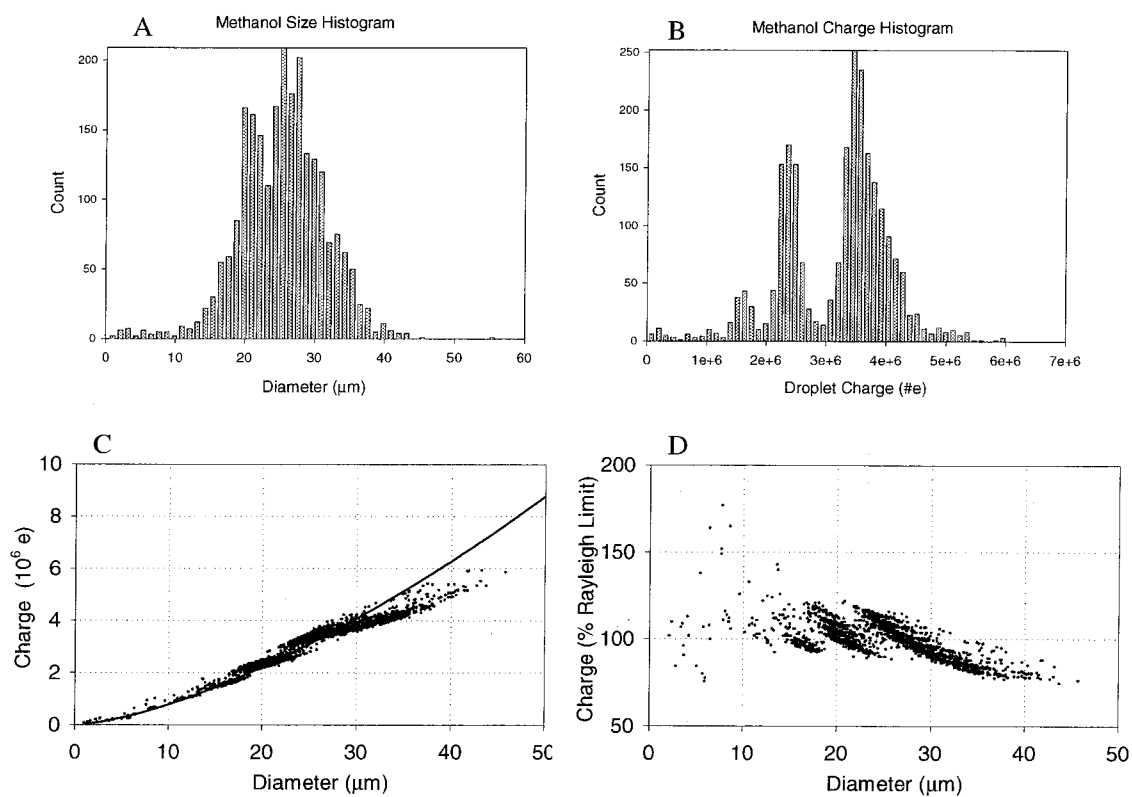 A
Methanol Size Histogram
200
150
100
50
0
Count
0 10 20 30 40 50 60
Diameter (µm)
B
Methanol Charge Histogram
250
200
150
100
50
0
Count
0 1e+6 2e+6 3e+6 4e+6 5e+6 6e+6 7e+6
Droplet Charge (#e)
C
10
8
6
4
2
0
Charge (10⁶ e)
0 10 20 30 40 50
Diameter (µm)
D
200
150
100
50
Charge (% Rayleigh Limit)
0 10 20 30 40 50
Diameter (µm)